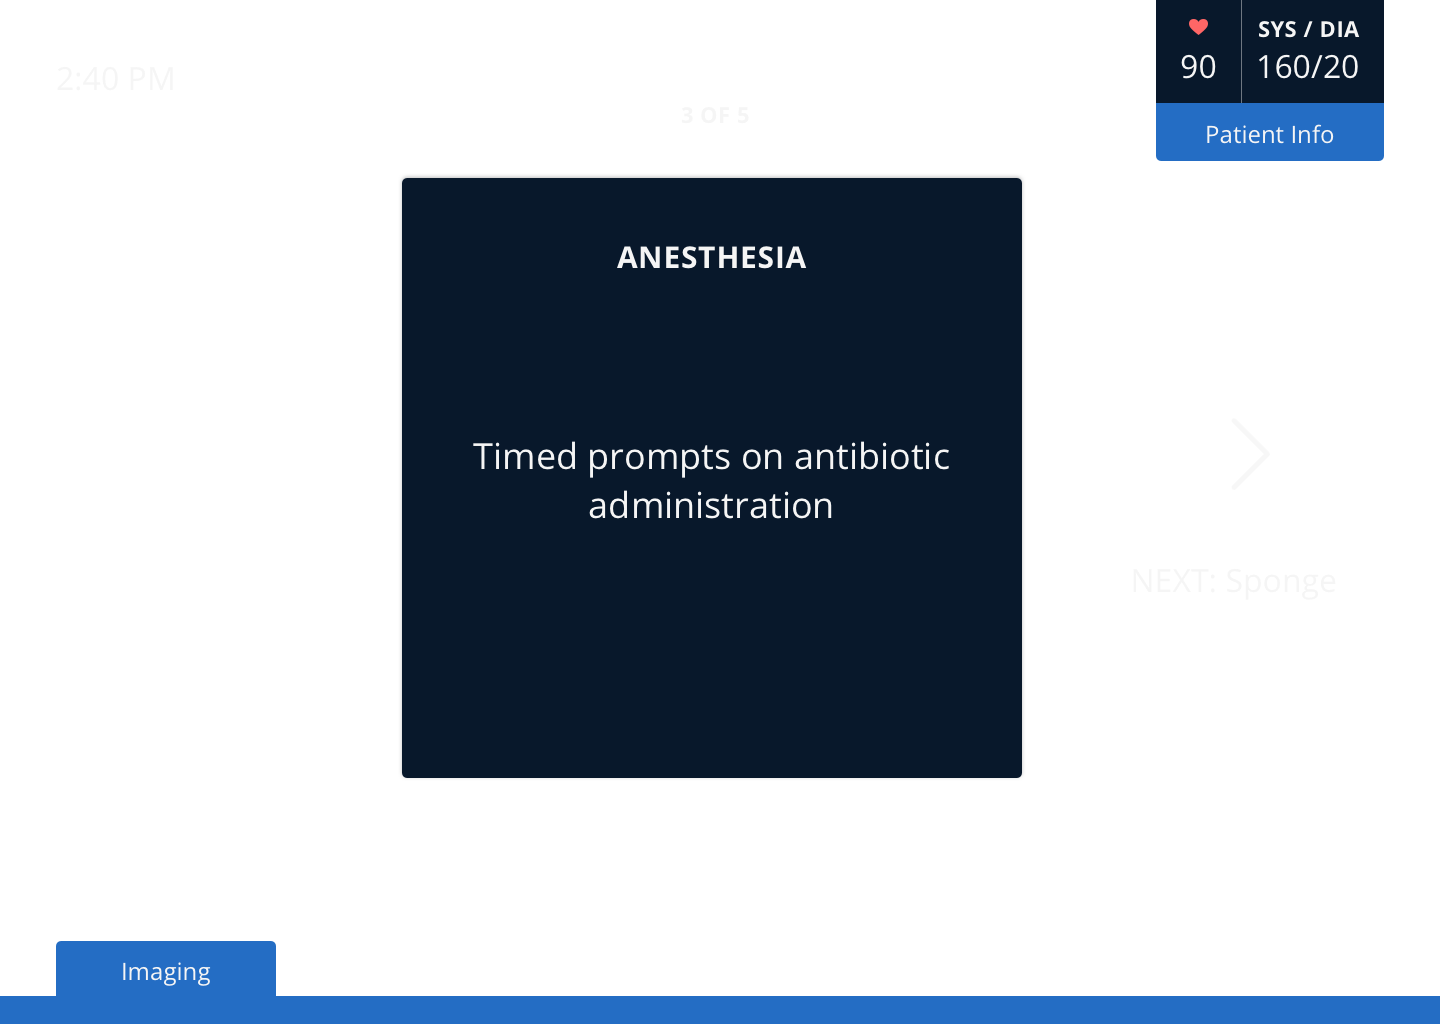 2:40 PM
3 OF 5
90
SYS / DIA
160/20
Patient Info
ANESTHESIA
Timed prompts on antibiotic
administration
NEXT: Sponge
Imaging